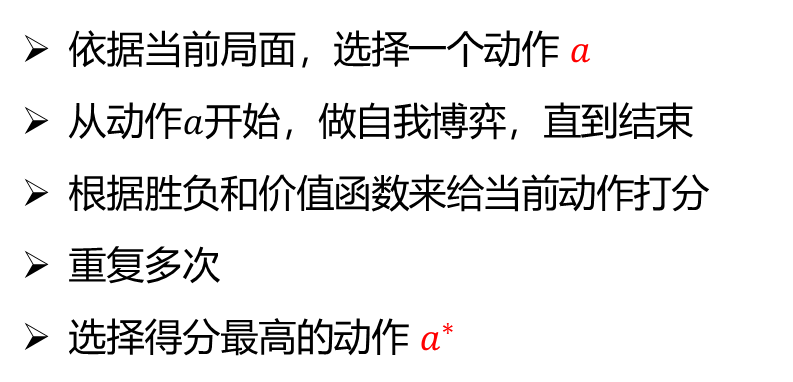 ➢ 依据当前局面，选择一个动作 a
➢ 从动作a开始，做自我博弈，直到结束
➢ 根据胜负和价值函数来给当前动作打分
➢ 重复多次
➢ 选择得分最高的动作 a*